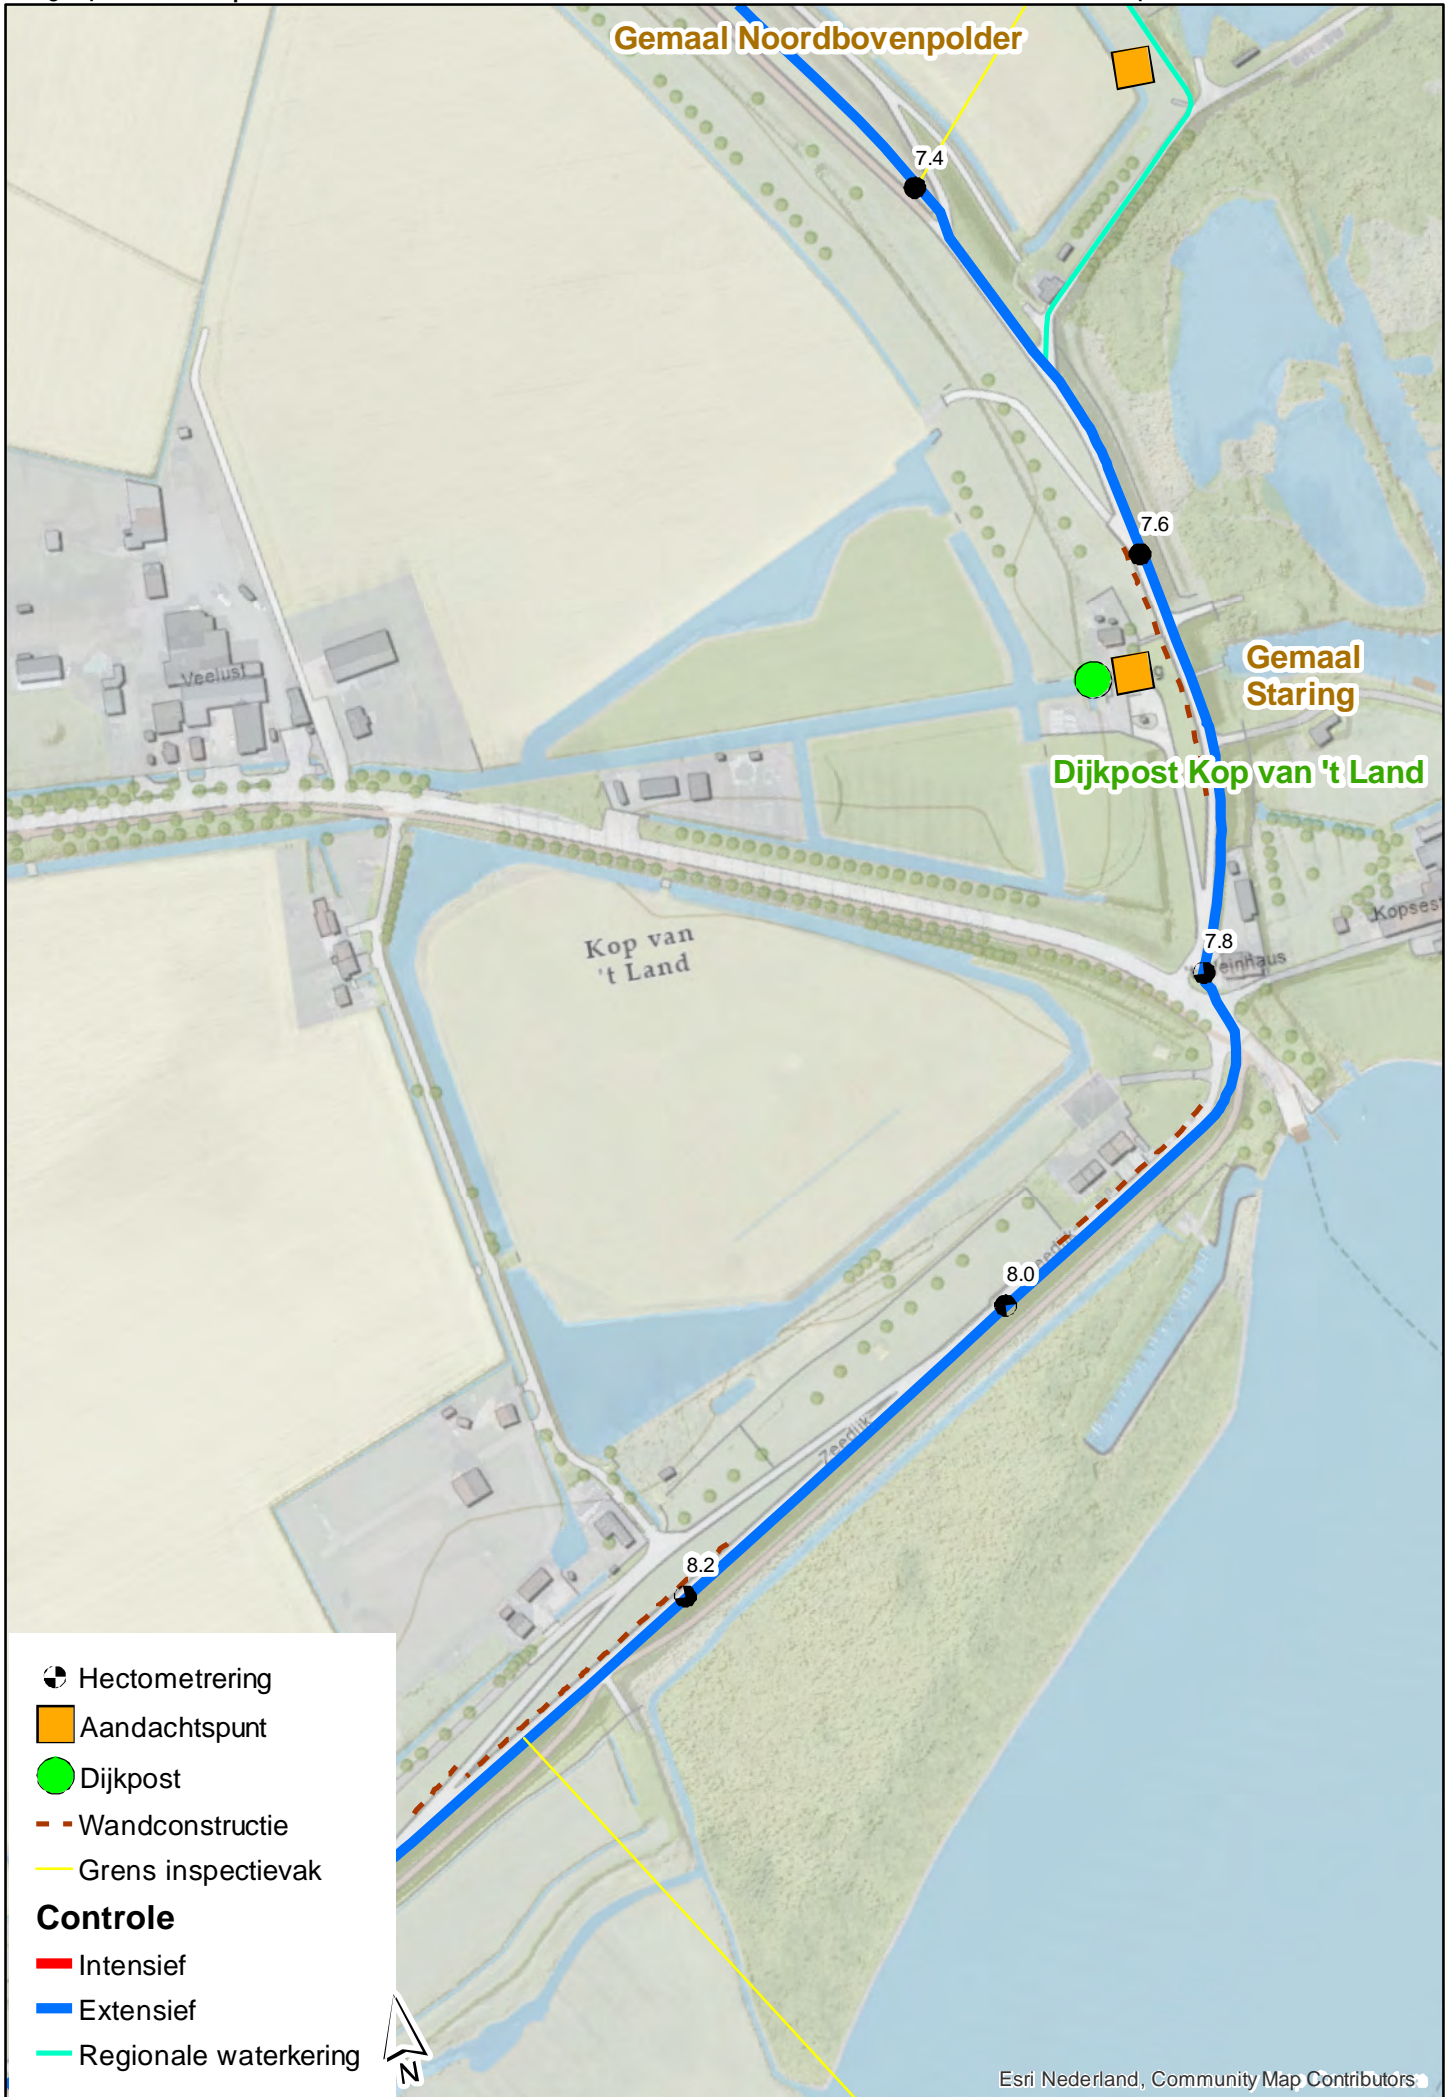 Gemaal Noordbovenpolder
7.4
7.6
Gemaal
Staring
Veelust
Dijkpost Kop van 't Land
Kop van
't Land
7.8
8.0
Zeedijk
8.2
Hectometrering
Aandachtspunt
Dijkpost
Wandconstructie
Grens inspectievak
Controle
Intensief
Extensief
Regionale waterkering
N
Esri Nederland, Community Map Contributors